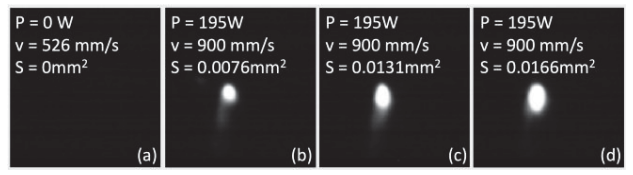 P = 0 W
v = 526 mm/s
S = 0mm²
(a)
P = 195W
v = 900 mm/s
S = 0.0076mm²
(b)
P = 195W
v = 900 mm/s
S = 0.0131mm²
(c)
P = 195W
v = 900 mm/s
S = 0.0166mm²
(d)